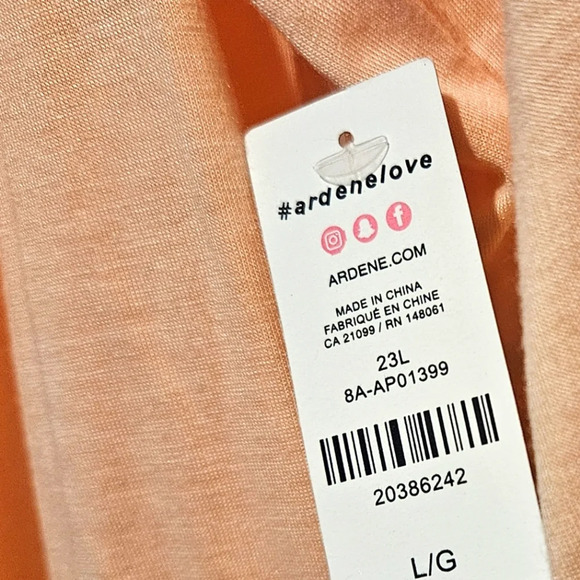 #ardenelove
ARDENE.COM
MADE IN CHINA
FABRIQUÉ EN CHINE
CA 21099 / RN 148061
23L
8A-AP01399
20386242
L/G